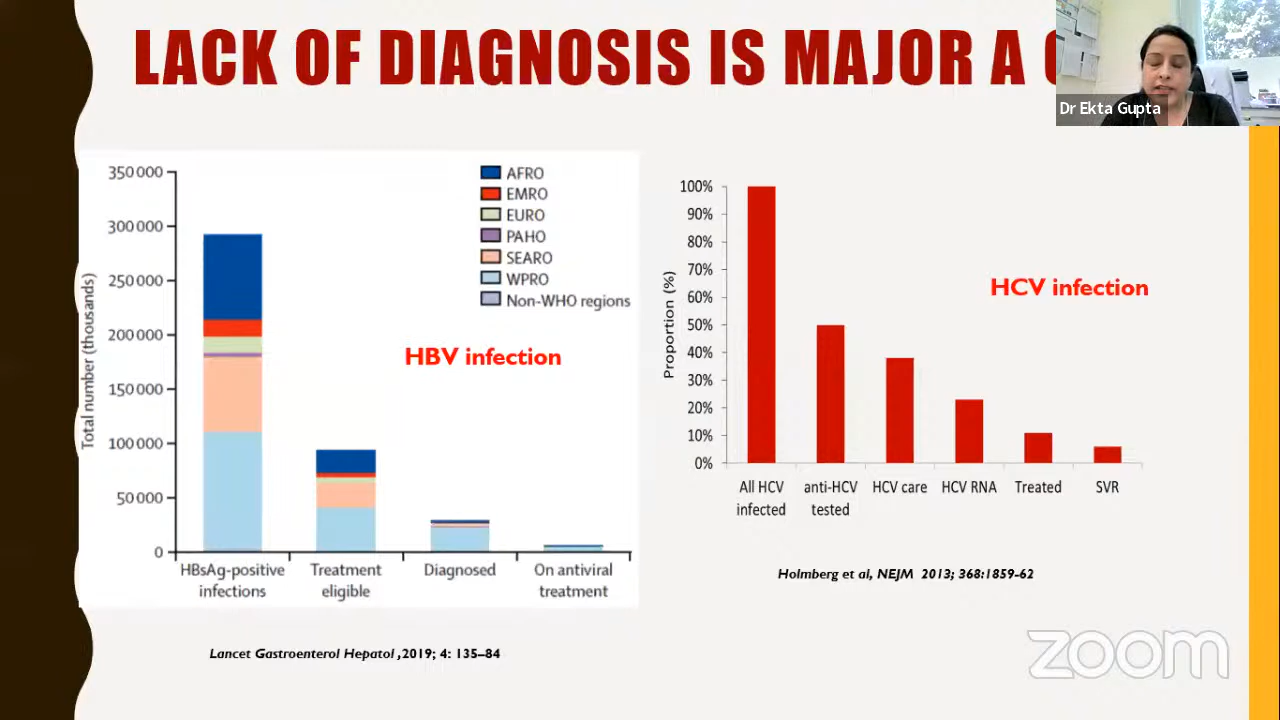 LACK OF DIAGNOSIS IS MAJOR A
Dr Ekta Gupta
350 000
300 000
250 000
200 000
150 000
100 000
50 000
0
Total number (thousands)
AFRO
EMRO
EURO
PAHO
SEARO
WPRO
Non-WHO regions
HBV infection
HBsAg-positive
infections
Treatment
eligible
Diagnosed
On antiviral
treatment
Lancet Gastroenterol Hepatol ,2019; 4: 135–84
100%
90%
80%
70%
60%
50%
40%
30%
20%
10%
0%
Proportion (%)
HCV infection
All HCV
infected
anti-HCV
tested
HCV care
HCV RNA
Treated
SVR
Holmberg et al, NEJM 2013; 368:1859-62
zoom